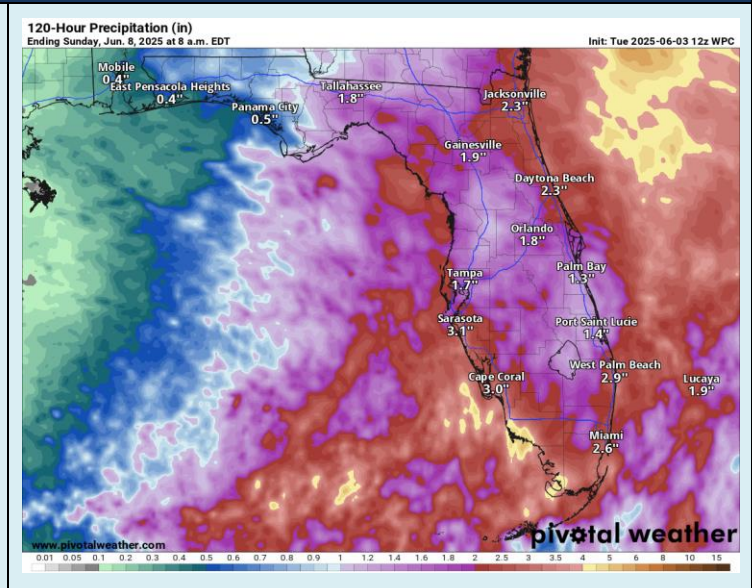 120-Hour Precipitation (in)
Ending Sunday, Jun. 8, 2025 at 8 a.m. EDT
Init: Tue 2025-06-03 12z WPC
Mobile
0.4"
East Pensacola Heights
0.4"
Panama City
0.5"
Tallahassee
1.8"
Jacksonville
2.3"
Gainesville
1.9"
Daytona Beach
2.3"
Orlando
1.8"
Tampa
1.7"
Palm Bay
1.3"
Sarasota
3.1"
Port Saint Lucie
1.4"
West Palm Beach
2.9"
Cape Coral
3.0"
Lucaya
1.9"
Miami
2.6"
www.pivotalweather.com
pivotal weather
0.01 0.05 0.1 0.2 0.3 0.4 0.5 0.6 0.7 0.8 0.9 1 1.2 1.4 1.6 1.8 2 2.5 3 3.5 4 5 6 8 10 15